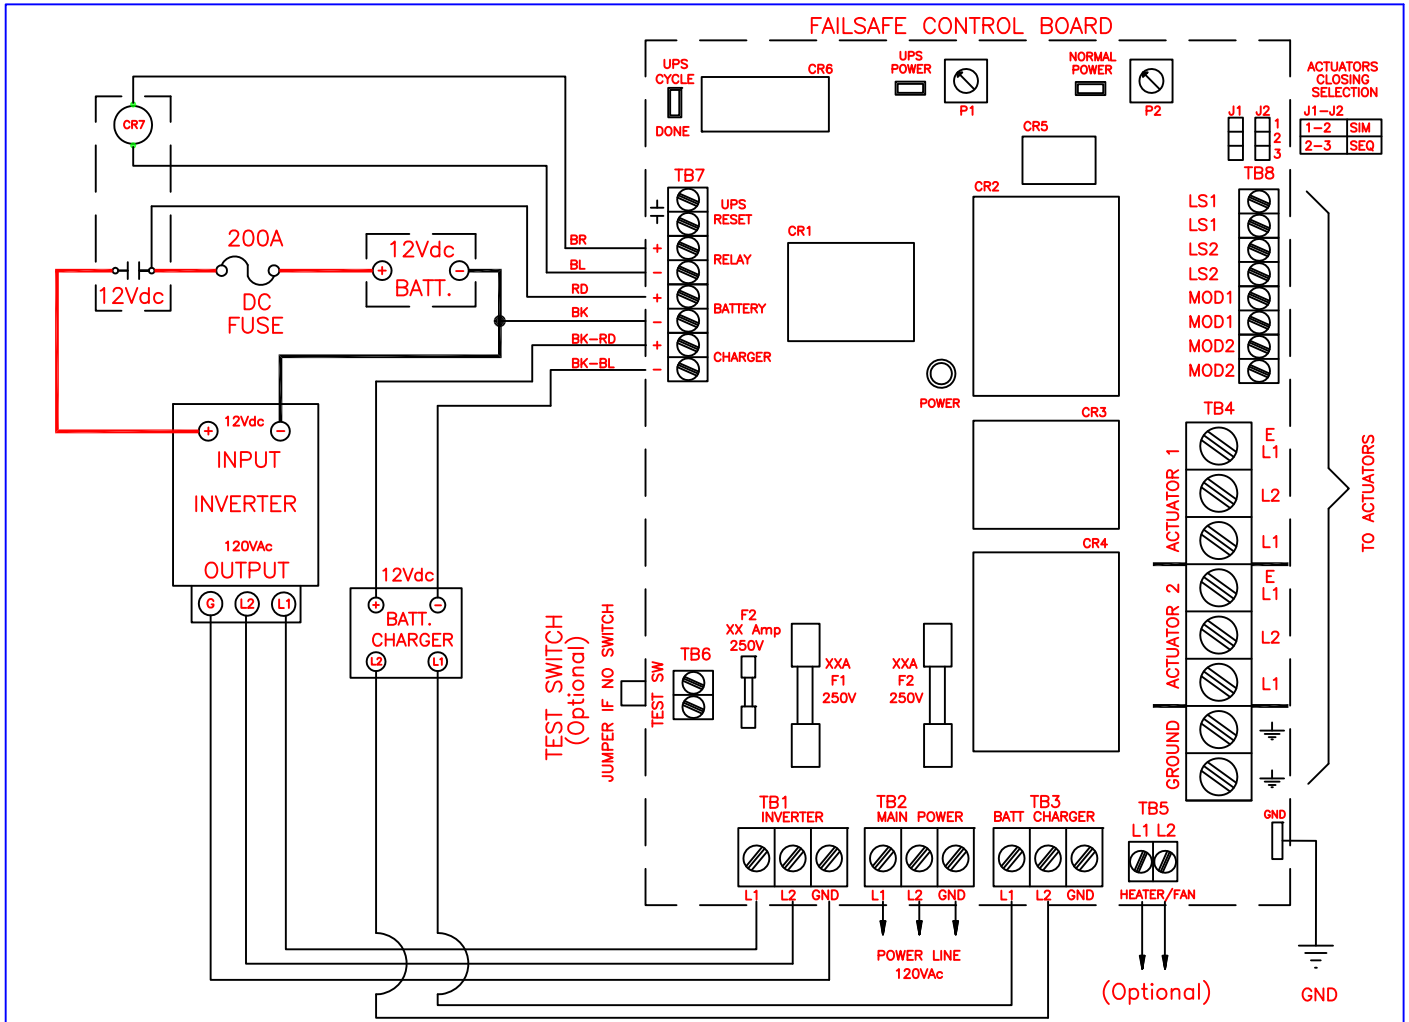 FAILSAFE CONTROL BOARD
UPS
CYCLE
DONE
CR6
UPS
POWER
P1
NORMAL
POWER
P2
ACTUATORS
CLOSING
SELECTION
J1 J2
J1-J2
1
2
3
1-2 SIM
2-3 SEQ
CR7
CR5
TB7
TB8
UPS
RESET
+
-
RELAY
+
-
BATTERY
+
-
CHARGER
BR
BL
RD
BK
BK-RD
BK-BL
CR2
CR1
LS1
LS1
LS2
LS2
MOD1
MOD1
MOD2
MOD2
200A
DC
FUSE
12Vdc
12Vdc
+ -
BATT.
POWER
CR3
CR4
TB4
ACTUATOR 1
E
L1
L2
L1
ACTUATOR 2
E
L1
L2
L1
GROUND
TO ACTUATORS
12Vdc
+ -
INPUT
INVERTER
120VAc
OUTPUT
G L2 L1
12Vdc
+ -
BATT.
CHARGER
L2 L1
TEST SWITCH
(Optional)
JUMPER IF NO SWITCH
TEST SW
TB6
F2
XX Amp
250V
XXA
F1
250V
XXA
F2
250V
TB1
INVERTER
L1 L2 GND
TB2
MAIN POWER
L1 L2 GND
POWER LINE
120VAc
TB3
BATT CHARGER
L1 L2 GND
TB5
L1 L2
HEATER/FAN
(Optional)
GND
GND